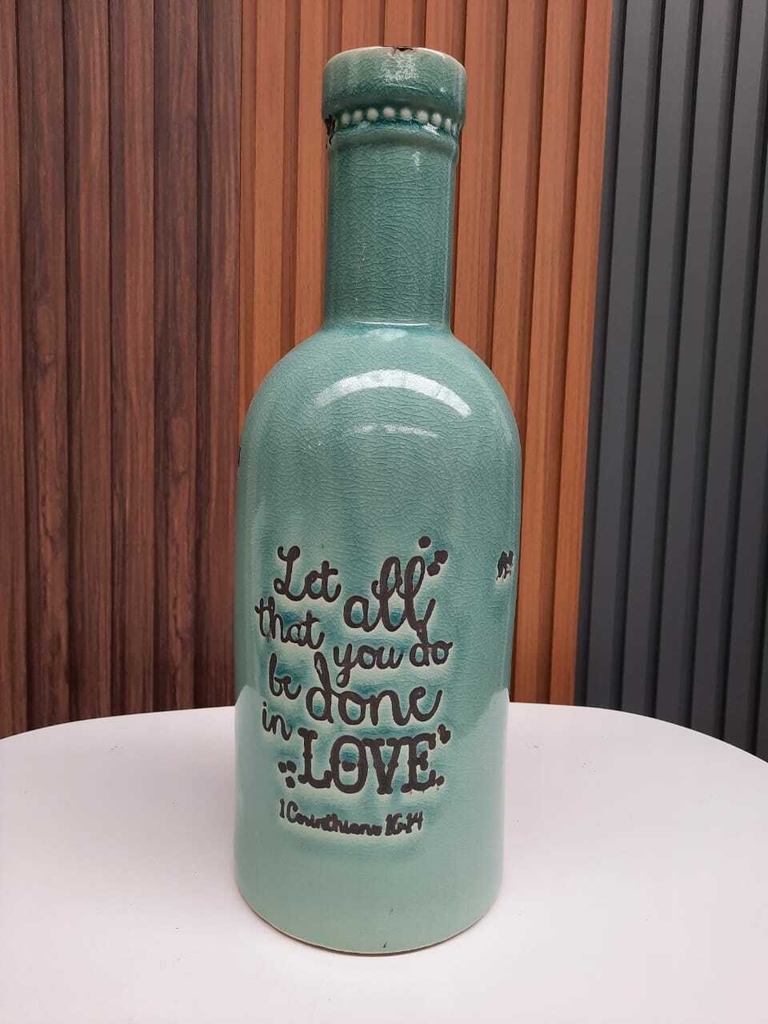 Let all
that you do
be done
in LOVE
1 Corinthians 16:14